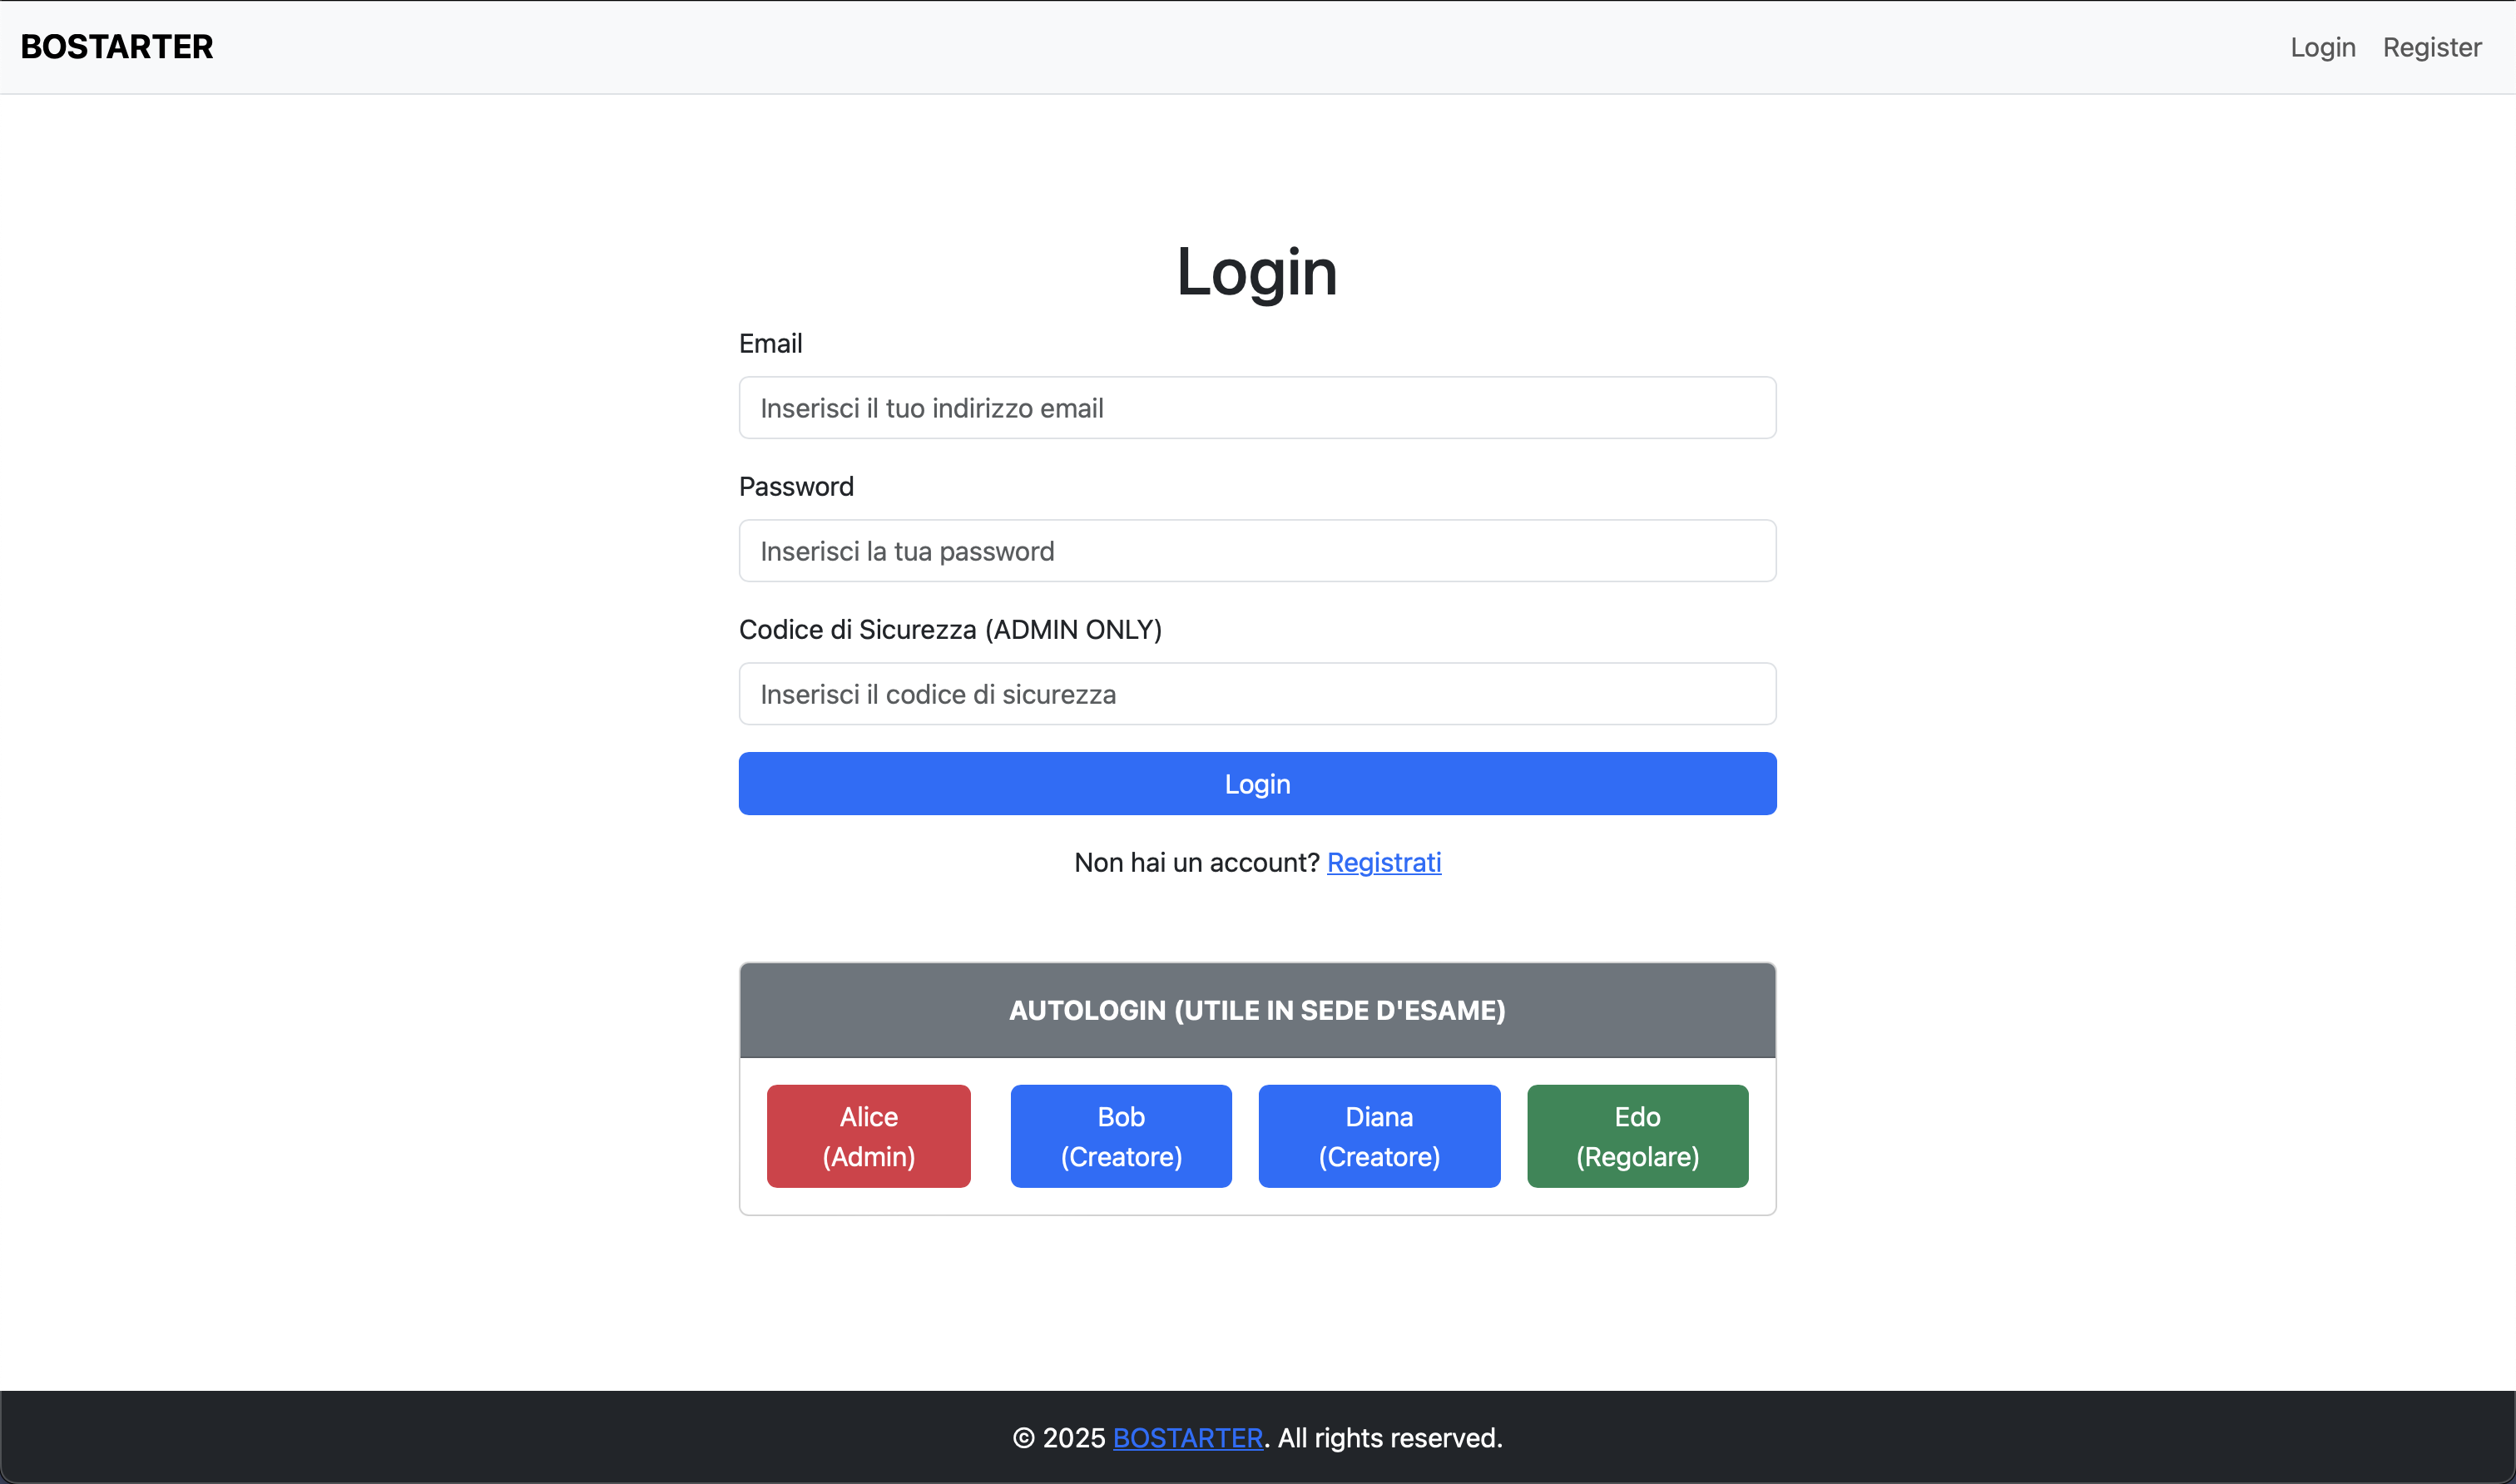 BOSTARTER
Login Register
Login
Email
Inserisci il tuo indirizzo email
Password
Inserisci la tua password
Codice di Sicurezza (ADMIN ONLY)
Inserisci il codice di sicurezza
Login
Non hai un account? Registrati
AUTOLOGIN (UTILE IN SEDE D'ESAME)
Alice
(Admin)
Bob
(Creatore)
Diana
(Creatore)
Edo
(Regolare)
© 2025 BOSTARTER. All rights reserved.